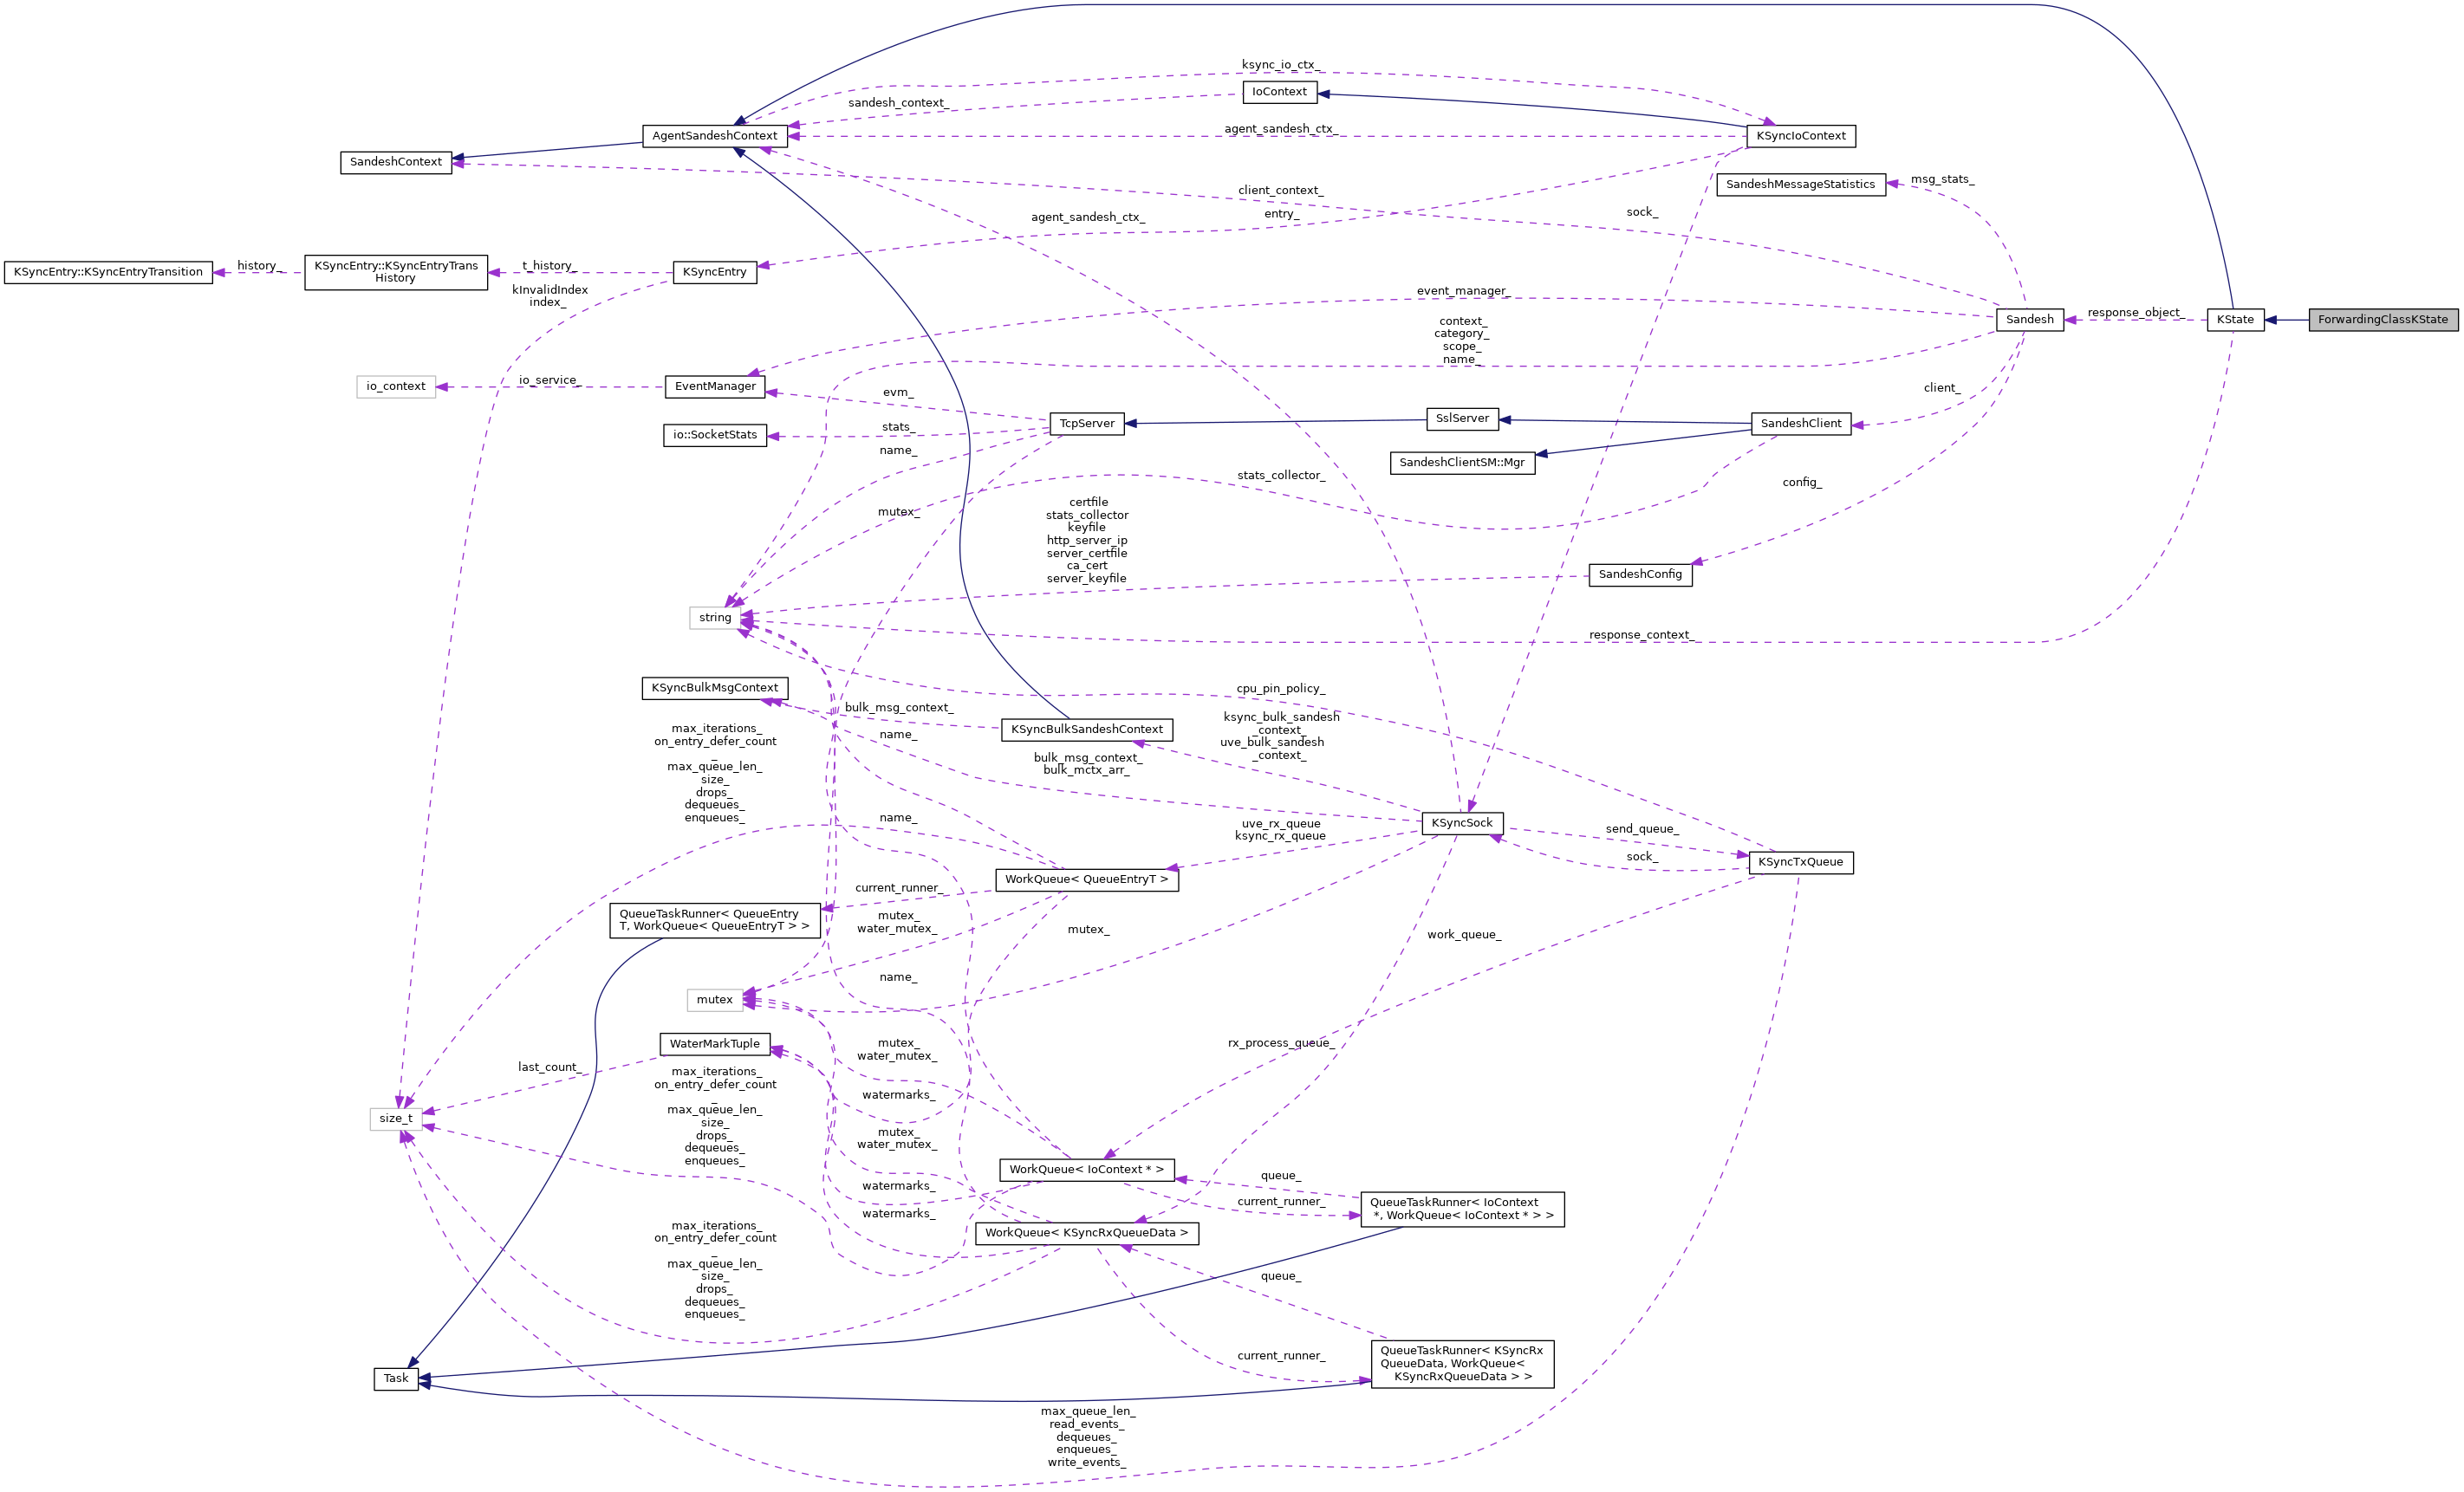 ksync_io_ctx_
IoContext
sandesh_context_
AgentSandeshContext
agent_sandesh_ctx_
KSyncIoContext
SandeshContext
SandeshMessageStatistics
msg_stats_
client_context_
agent_sandesh_ctx_
entry_
sock_
KSyncEntry::KSyncEntryTransition
history_
KSyncEntry::KSyncEntryTrans
History
t_history_
KSyncEntry
kInvalidIndex
index_
event_manager_
Sandesh
response_object_
KState
ForwardingClassKState
context_
category_
scope_
name_
io_context
io_service_
EventManager
evm_
client_
io::SocketStats
stats_
TcpServer
SslServer
SandeshClient
name_
SandeshClientSM::Mgr
stats_collector_
config_
mutex_
certfile
stats_collector
keyfile
http_server_ip
server_certfile
ca_cert
server_keyfile
SandeshConfig
string
response_context_
KSyncBulkMsgContext
cpu_pin_policy_
bulk_msg_context_
KSyncBulkSandeshContext
ksync_bulk_sandesh
_context_
uve_bulk_sandesh
_context_
name_
max_iterations_
on_entry_defer_count
_
max_queue_len_
size_
drops_
dequeues_
enqueues_
bulk_msg_context_
bulk_mctx_arr_
name_
uve_rx_queue
ksync_rx_queue
KSyncSock
send_queue_
sock_
KSyncTxQueue
WorkQueue< QueueEntryT >
current_runner_
QueueTaskRunner< QueueEntry
T, WorkQueue< QueueEntryT > >
mutex_
water_mutex_
mutex_
work_queue_
name_
mutex
WaterMarkTuple
mutex_
water_mutex_
rx_process_queue_
last_count_
max_iterations_
on_entry_defer_count
_
max_queue_len_
size_
drops_
dequeues_
enqueues_
size_t
watermarks_
mutex_
water_mutex_
WorkQueue< IoContext * >
queue_
watermarks_
current_runner_
QueueTaskRunner< IoContext
*, WorkQueue< IoContext * > >
watermarks_
WorkQueue< KSyncRxQueueData >
max_iterations_
on_entry_defer_count
_
max_queue_len_
size_
drops_
dequeues_
enqueues_
queue_
current_runner_
QueueTaskRunner< KSyncRx
QueueData, WorkQueue<
KSyncRxQueueData > >
Task
max_queue_len_
read_events_
dequeues_
enqueues_
write_events_